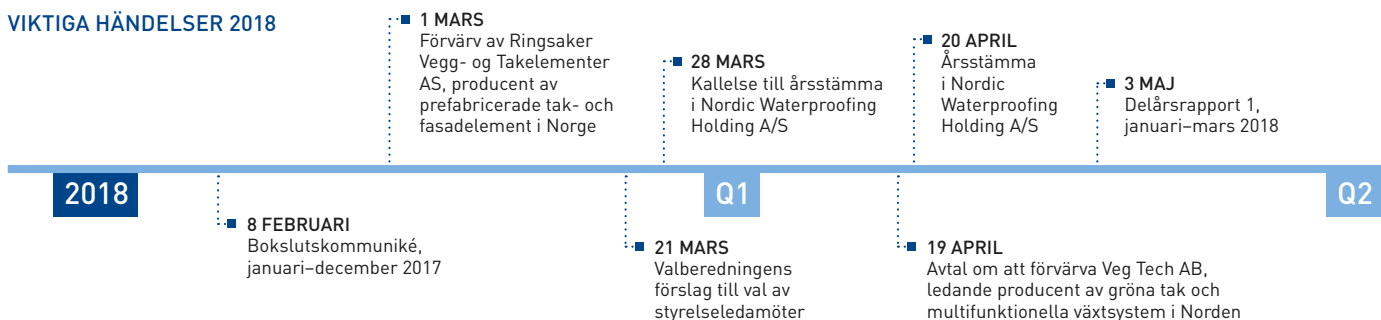 VIKTIGA HÄNDELSER 2018
1 MARS
Förvärv av Ringsaker
Vegg- og Takelementer
AS, producent av
prefabricerade tak- och
fasadelement i Norge
28 MARS
Kallelse till årsstämma
i Nordic Waterproofing
Holding A/S
20 APRIL
Årsstämma
i Nordic
Waterproofing
Holding A/S
3 MAJ
Delårsrapport 1,
januari–mars 2018
2018
Q1
Q2
8 FEBRUARI
Bokslutskommuniké,
januari–december 2017
21 MARS
Valberedningens
förslag till val av
styrelseledamöter
19 APRIL
Avtal om att förvärva Veg Tech AB,
ledande producent av gröna tak och
multifunktionella växtsystem i Norden